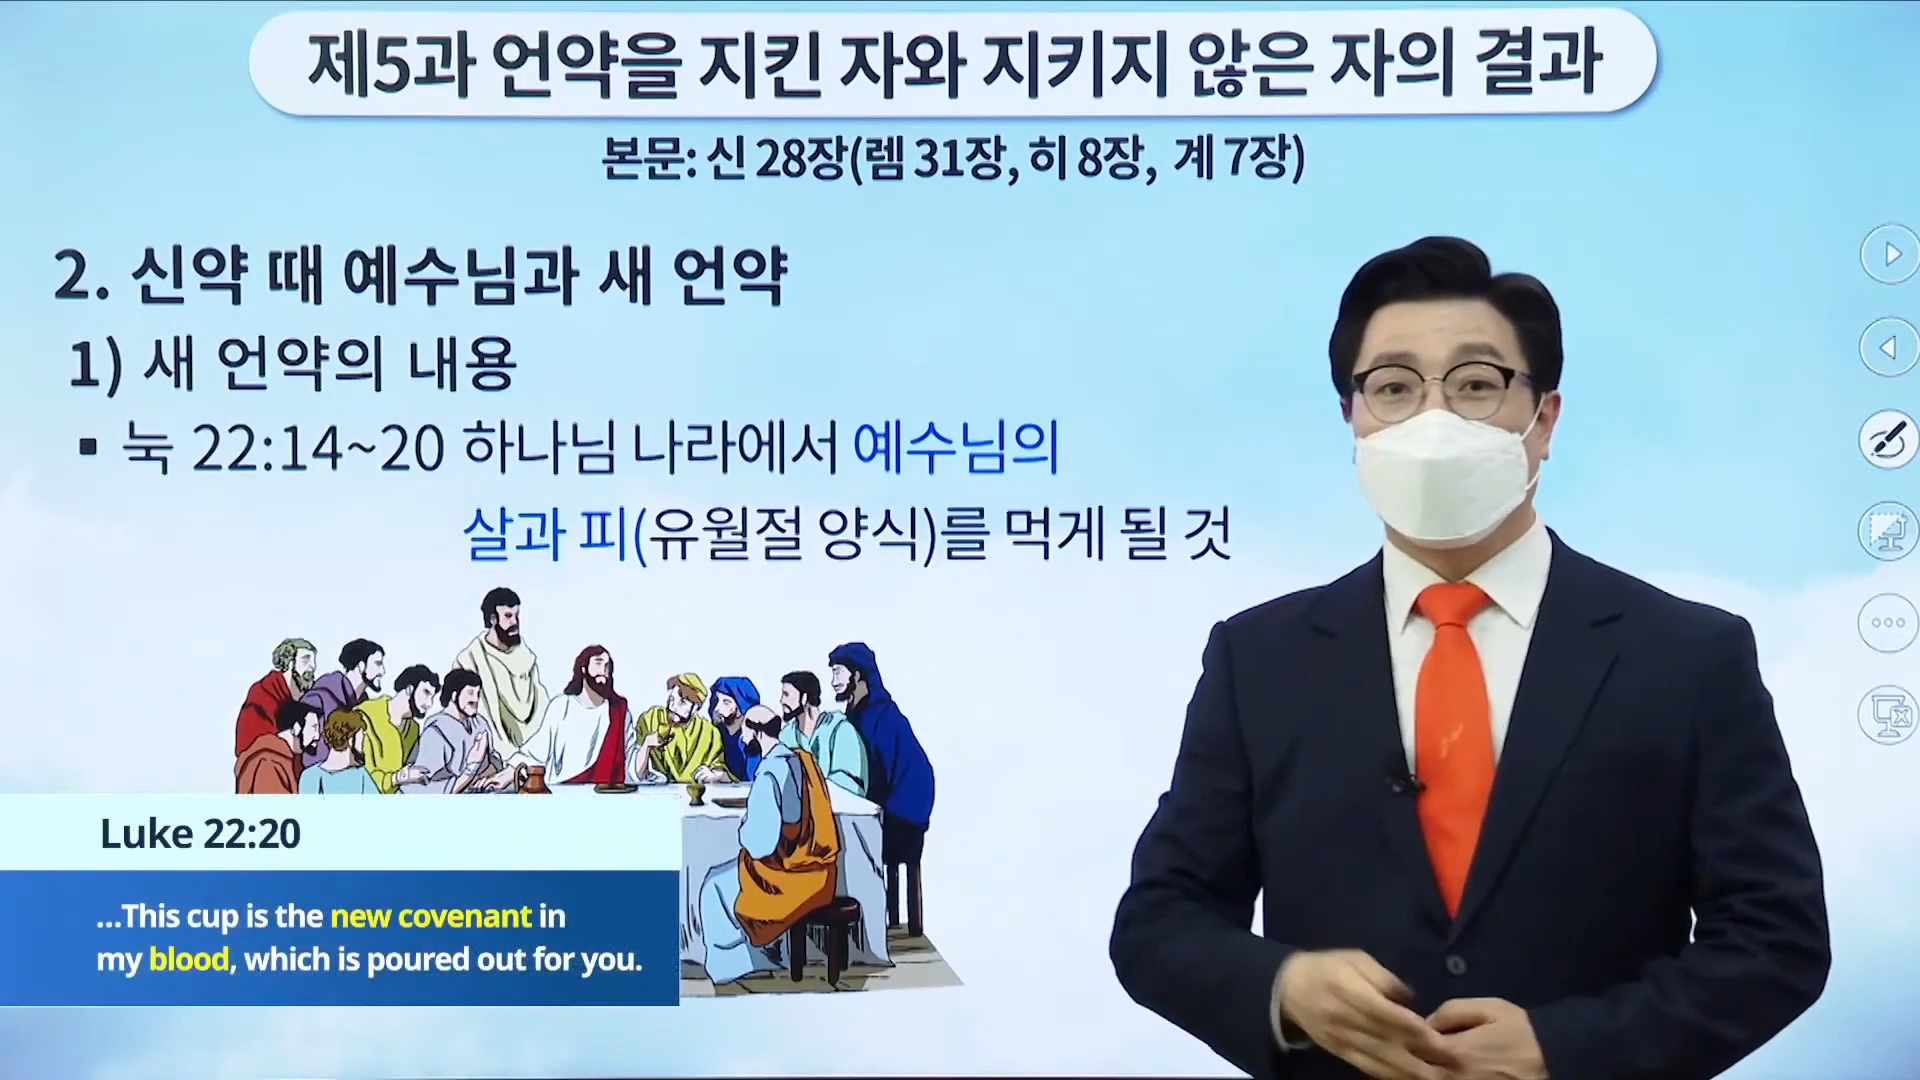 제5과 언약을 지킨 자와 지키지 않은 자의 결과
본문: 신 28장(렘 31장, 히 8장, 계 7장)
2. 신약 때 예수님과 새 언약
1) 새 언약의 내용
▪ 눅 22:14~20 하나님 나라에서 예수님의
살과 피(유월절 양식)를 먹게 될 것
Luke 22:20
...This cup is the new covenant in
my blood, which is poured out for you.